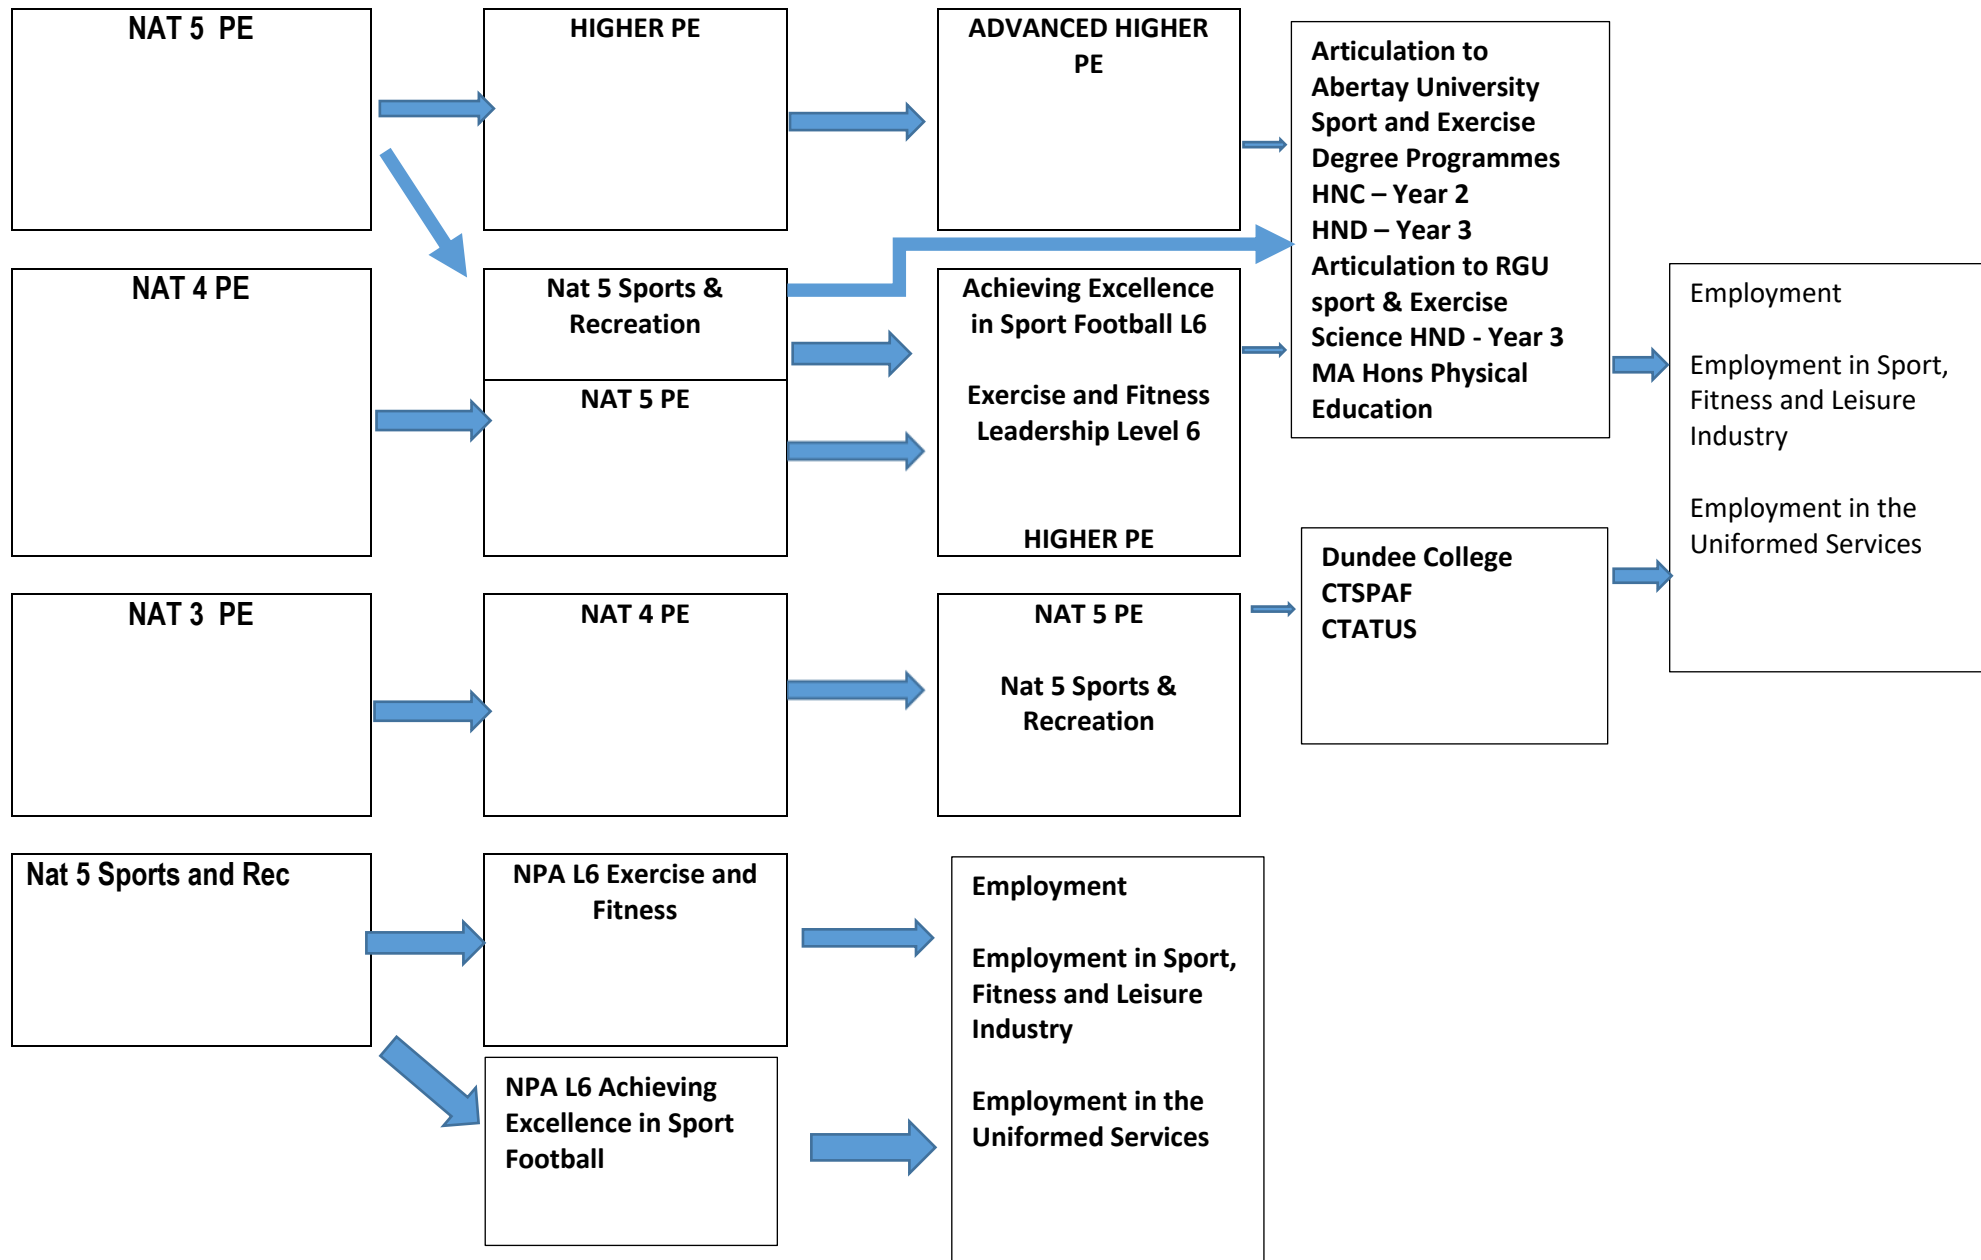 NAT 5 PE
HIGHER PE
ADVANCED HIGHER
PE
Articulation to
Abertay University
Sport and Exercise
Degree Programmes
HNC – Year 2
HND – Year 3
Articulation to RGU
sport & Exercise
Science HND - Year 3
MA Hons Physical
Education
NAT 4 PE
Nat 5 Sports &
Recreation
NAT 5 PE
Achieving Excellence
in Sport Football L6
Exercise and Fitness
Leadership Level 6
HIGHER PE
Employment
Employment in Sport,
Fitness and Leisure
Industry
Employment in the
Uniformed Services
NAT 3 PE
NAT 4 PE
NAT 5 PE
Nat 5 Sports &
Recreation
Dundee College
CTSPAF
CTATUS
Nat 5 Sports and Rec
NPA L6 Exercise and
Fitness
NPA L6 Achieving
Excellence in Sport
Football
Employment
Employment in Sport,
Fitness and Leisure
Industry
Employment in the
Uniformed Services